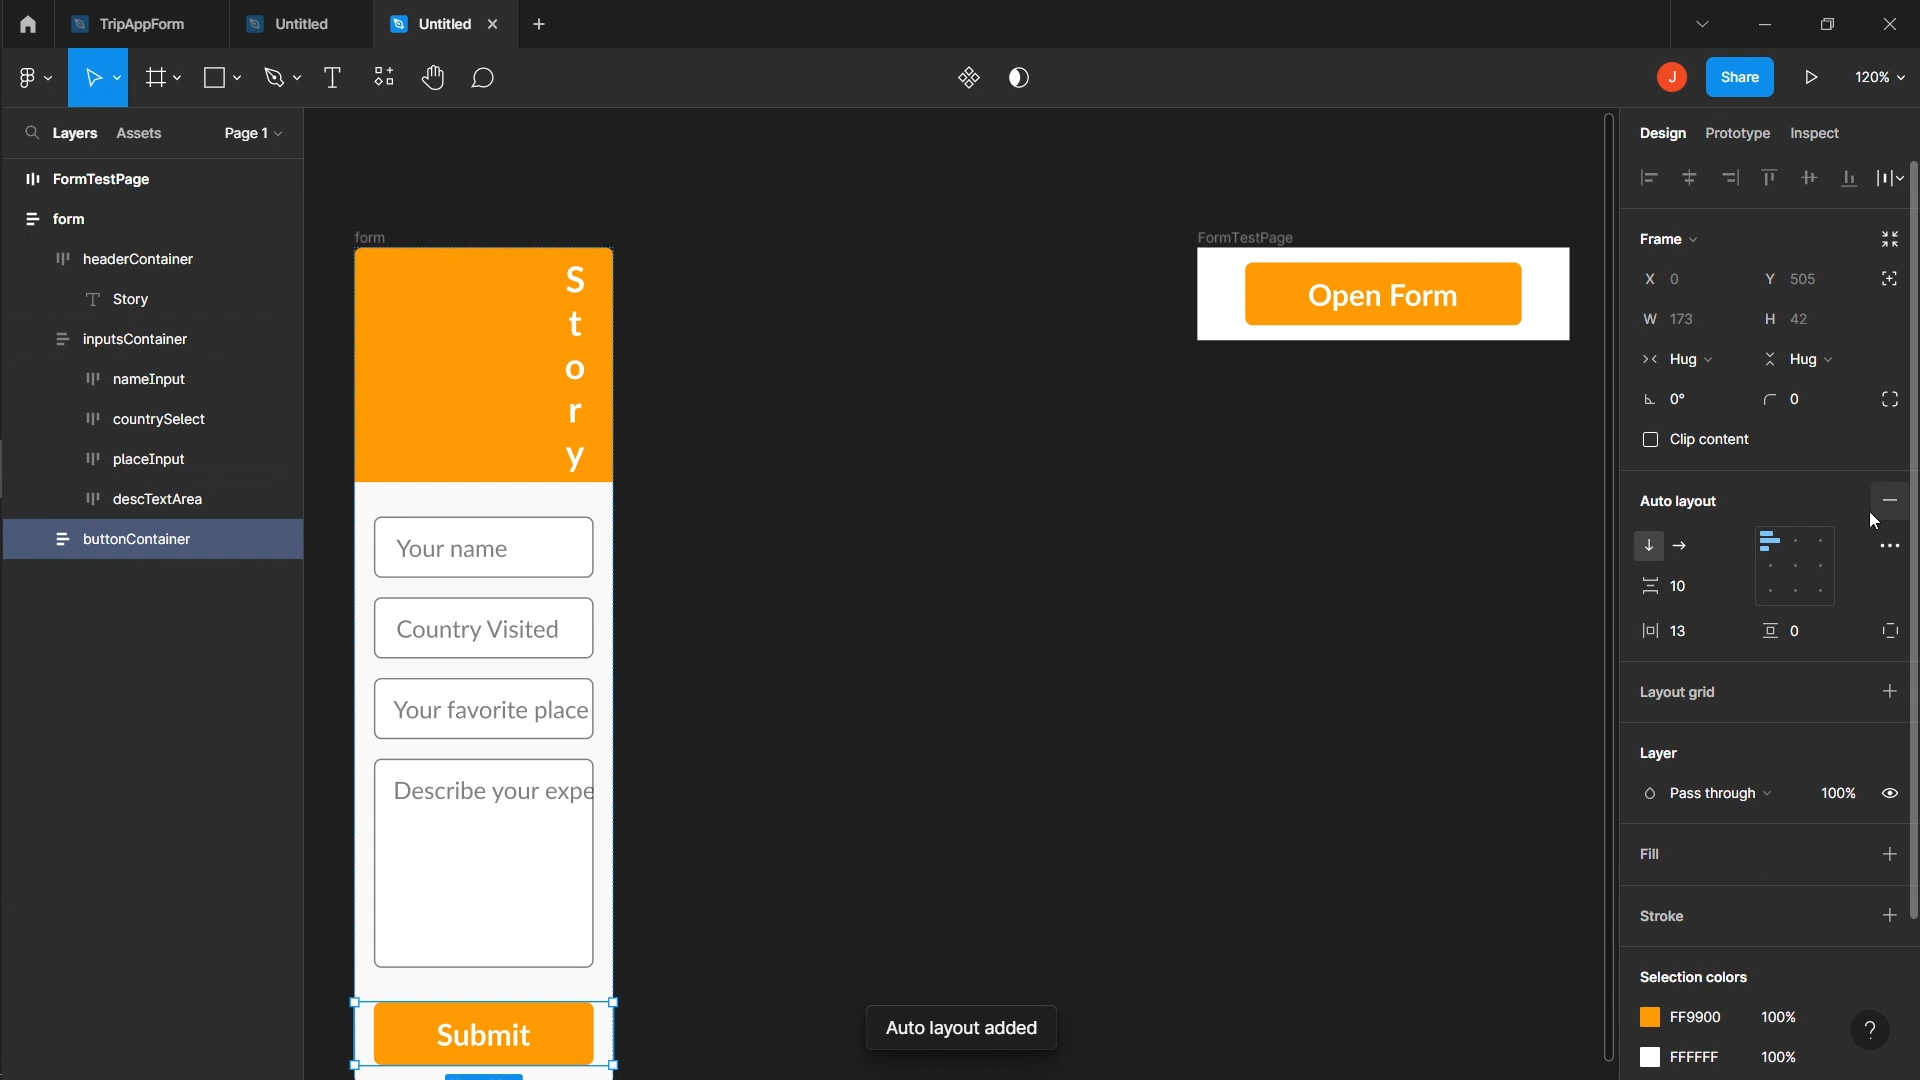 TripAppForm
Untitled
Untitled
J
Share
120%
Layers
Assets
Page 1
FormTestPage
form
headerContainer
Story
inputsContainer
nameInput
countrySelect
placeInput
descTextArea
buttonContainer
form
S
t
o
r
y
Your name
Country Visited
Your favorite place
Describe your expe
Submit
FormTestPage
Open Form
Auto layout added
Design
Prototype
Inspect
Frame
X 0
Y 505
W 173
H 42
Hug
Hug
0°
0
Clip content
Auto layout
10
13
0
Layout grid
Layer
Pass through
100%
Fill
Stroke
Selection colors
FF9900 100%
FFFFFF 100%
?